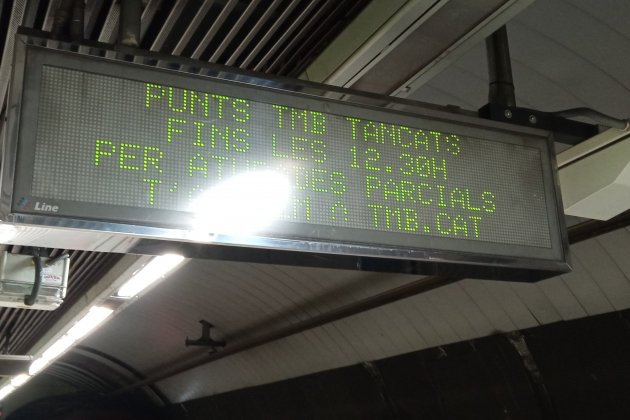 PUNTS TMB TANCATS
FINS LES 12.30H
PER PARCIALS
TMB.CAT
Line